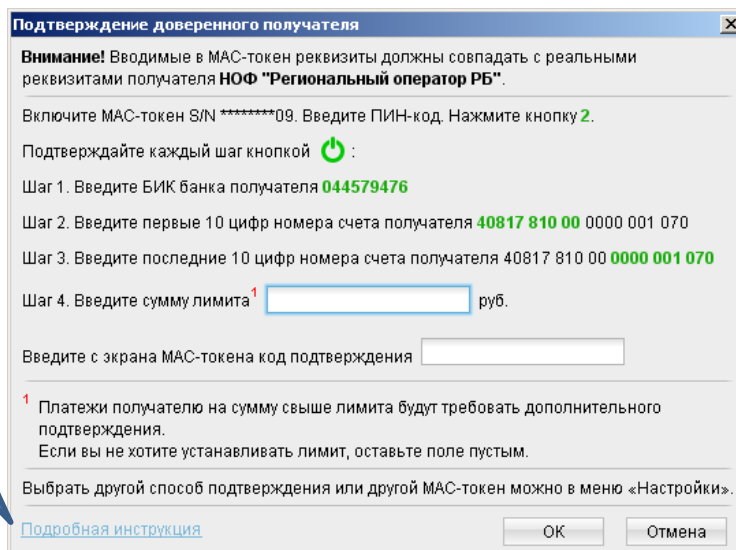 Подтверждение доверенного получателя
Внимание! Вводимые в MAC-токен реквизиты должны совпадать с реальными
реквизитами получателя НОФ "Региональный оператор РБ".
Включите MAC-токен S/N ********09. Введите ПИН-код. Нажмите кнопку 2.
Подтверждайте каждый шаг кнопкой :
Шаг 1. Введите БИК банка получателя 044579476
Шаг 2. Введите первые 10 цифр номера счета получателя 40817 810 00 0000 001 070
Шаг 3. Введите последние 10 цифр номера счета получателя 40817 810 00 0000 001 070
Шаг 4. Введите сумму лимита1 руб.
Введите с экрана MAC-токена код подтверждения
1 Платежи получателю на сумму свыше лимита будут требовать дополнительного
подтверждения.
Если вы не хотите устанавливать лимит, оставьте поле пустым.
Выбрать другой способ подтверждения или другой MAC-токен можно в меню «Настройки».
Подробная инструкция ОК Отмена